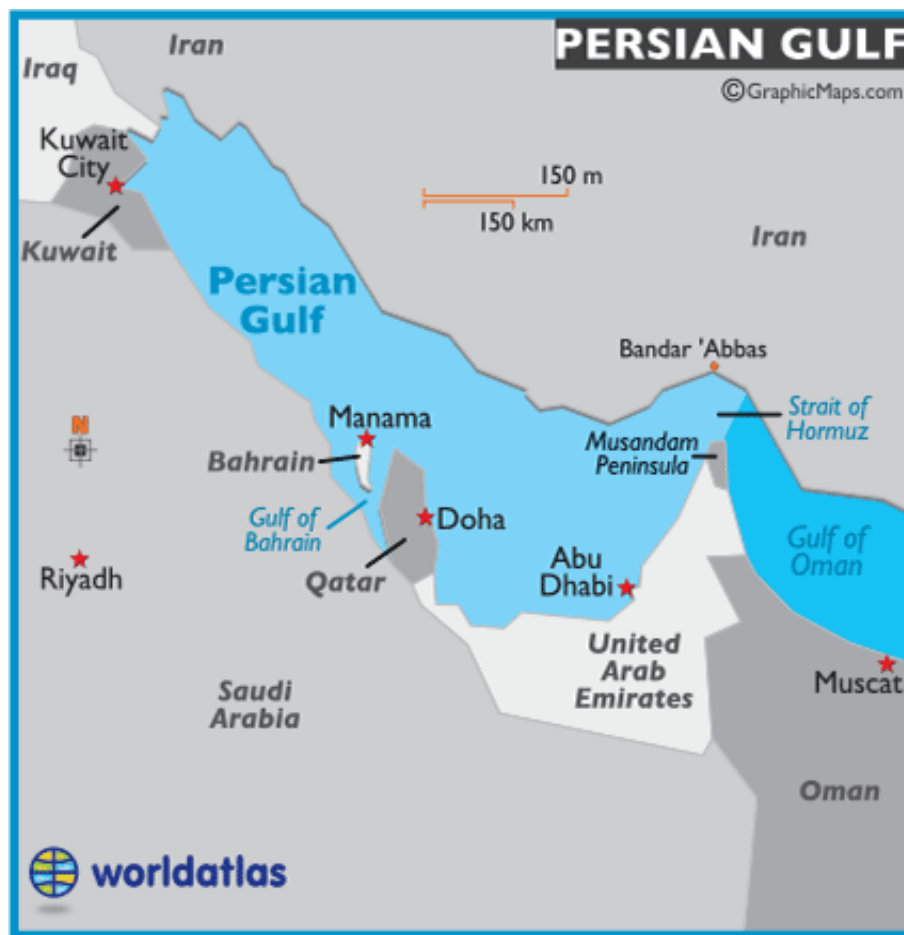 PERSIAN GULF
©GraphicMaps.com
Iran
Iraq
Kuwait
City
Kuwait
150 m
150 km
Iran
Persian
Gulf
Bandar 'Abbas
Strait of
Hormuz
Musandam
Peninsula
N
Manama
Bahrain
Gulf of
Bahrain
Doha
Qatar
Riyadh
Abu
Dhabi
Gulf of
Oman
United
Arab
Emirates
Muscat
Saudi
Arabia
Oman
worldatlas